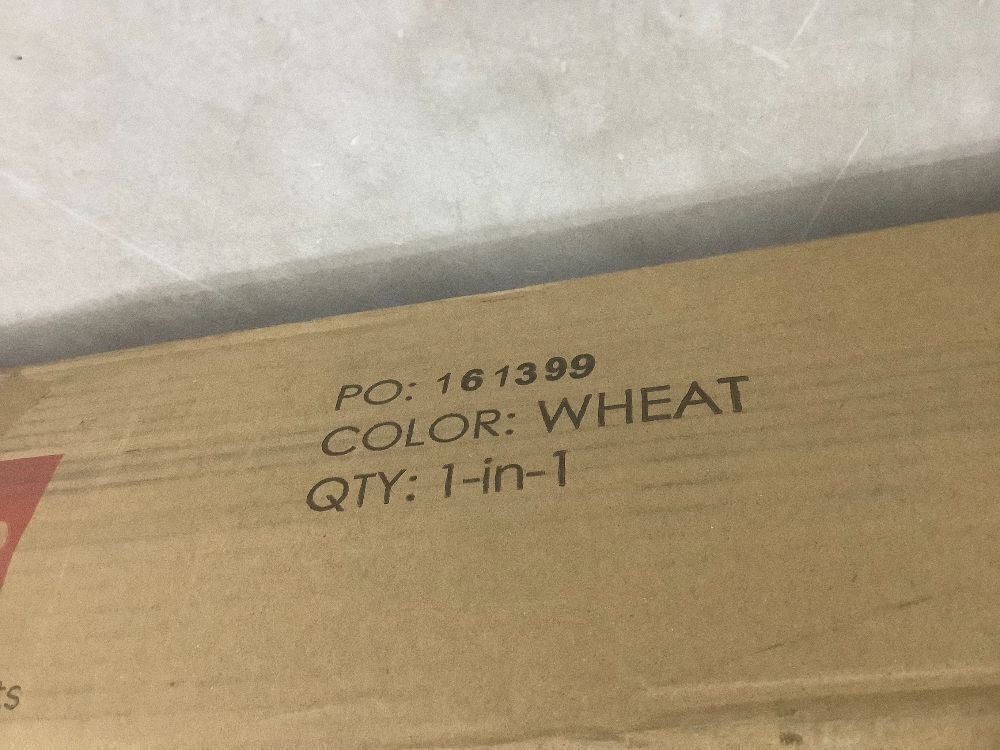 PO: 161399
COLOR: WHEAT
QTY: 1-in-1